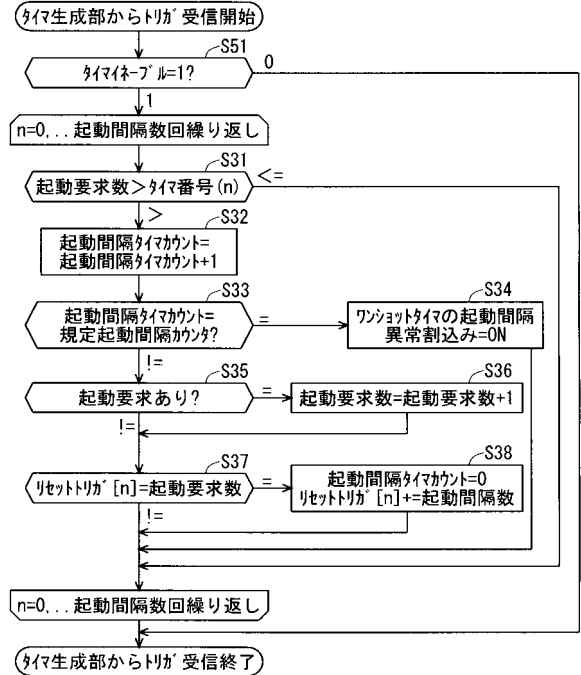 ﾀｲﾏ生成部からﾄﾘｶﾞ受信開始
S51
ﾀｲﾏｲﾈｰﾌﾞﾙ=1?
0
1
n=0,...起動間隔数回繰り返し
S31
起動要求数>ﾀｲﾏ番号(n)
<=
>
S32
起動間隔ﾀｲﾏｶｳﾝﾄ=
起動間隔ﾀｲﾏｶｳﾝﾄ+1
S33
起動間隔ﾀｲﾏｶｳﾝﾄ=
規定起動間隔ｶｳﾝﾀ?
=
!=
S34
ﾜﾝｼｮｯﾄﾀｲﾏの起動間隔
異常割込み=ON
S35
起動要求あり?
=
!=
S36
起動要求数=起動要求数+1
S37
ﾘｾｯﾄﾄﾘｶﾞ[n]=起動要求数
=
!=
S38
起動間隔ﾀｲﾏｶｳﾝﾄ=0
ﾘｾｯﾄﾄﾘｶﾞ[n]+=起動間隔数
n=0,...起動間隔数回繰り返し
ﾀｲﾏ生成部からﾄﾘｶﾞ受信終了